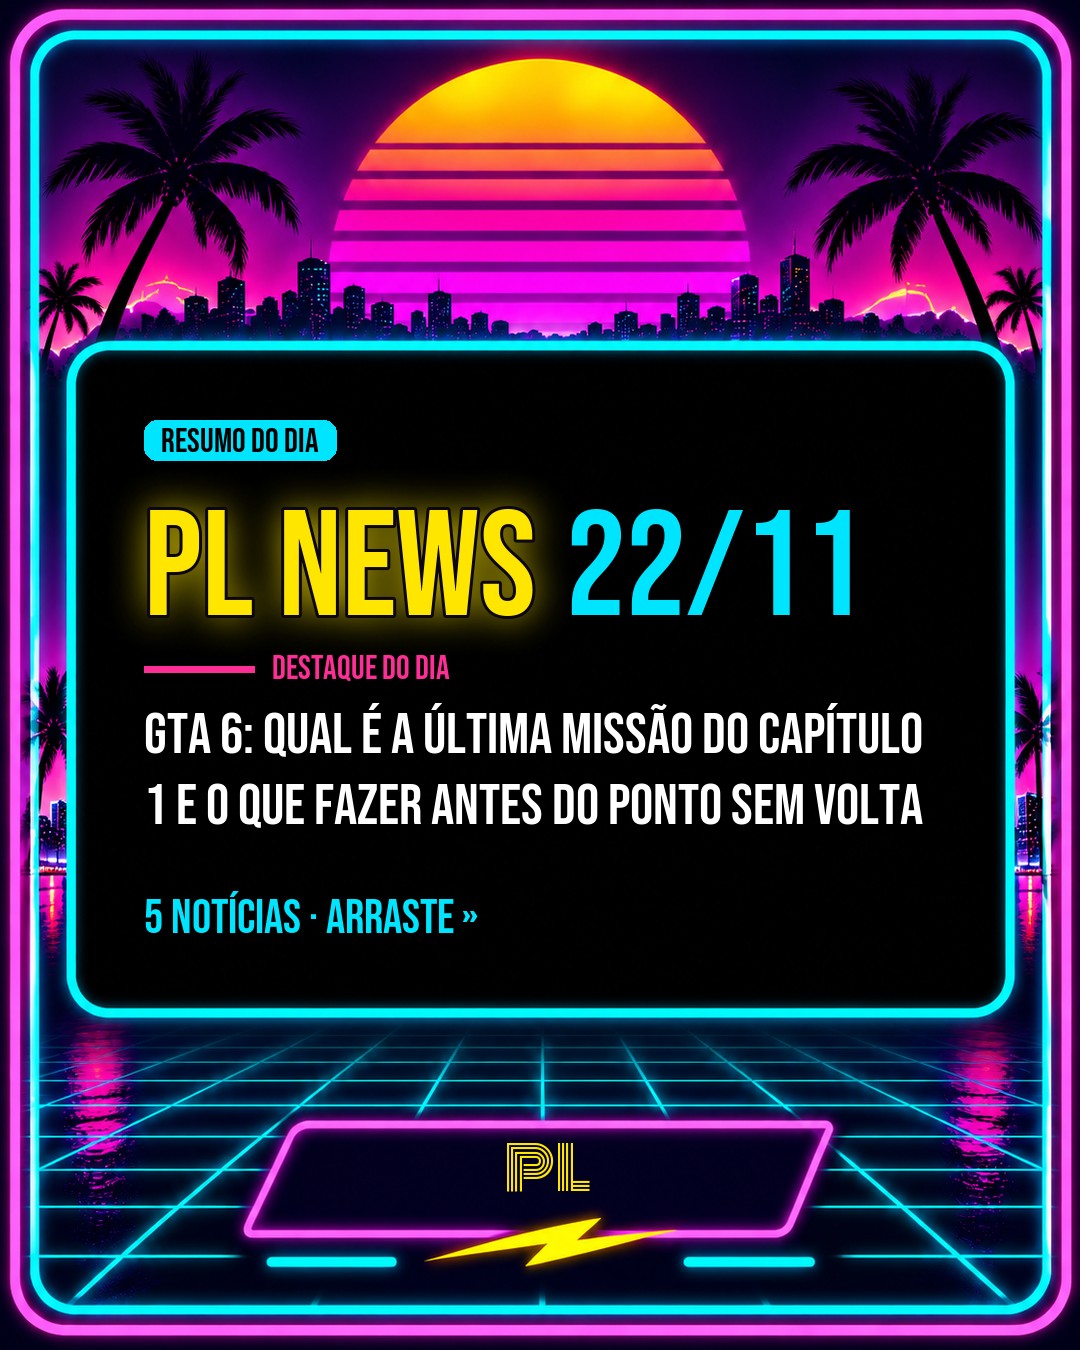 RESUMO DO DIA
PL NEWS 22/11
DESTAQUE DO DIA
GTA 6: QUAL É A ÚLTIMA MISSÃO DO CAPÍTULO
1 E O QUE FAZER ANTES DO PONTO SEM VOLTA
5 NOTÍCIAS · ARRASTE »
PL